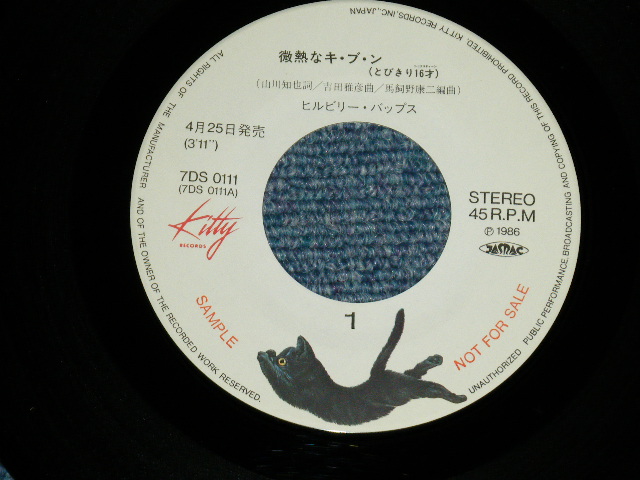 微熱なキ・ブ・ン
(とびきり16才)
(山川知也詞／吉田雅彦曲／馬飼野康二編曲)
ヒルビリー・バップス
4月25日発売
(3'11")
7DS 0111
(7DS 0111A)
Kitty
RECORDS
STEREO
45 R.P.M
Ⓟ 1986
JASRAC
SAMPLE
1
NOT FOR SALE
ALL RIGHTS OF THE MANUFACTURER AND OF THE OWNER OF THE RECORDED WORK RESERVED.
UNAUTHORIZED PUBLIC PERFORMANCE, BROADCASTING AND COPYING OF THIS RECORD PROHIBITED. KITTY RECORDS, INC., JAPAN